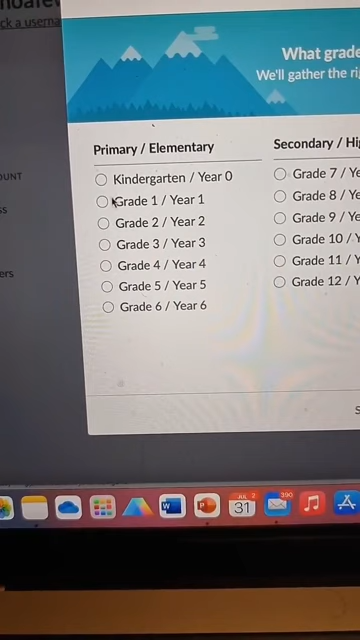 ck a userna
What grade
We'll gather the ri
OUNT
ss
ers
Primary / Elementary
Kindergarten / Year 0
Grade 1 / Year 1
Grade 2 / Year 2
Grade 3 / Year 3
Grade 4 / Year 4
Grade 5 / Year 5
Grade 6 / Year 6
Secondary / Hi
Grade 7 / Ye
Grade 8 / Ye
Grade 9 / Ye
Grade 10 / Y
Grade 11 / Y
Grade 12 / Y
S
W
P
JUL 2
31
390